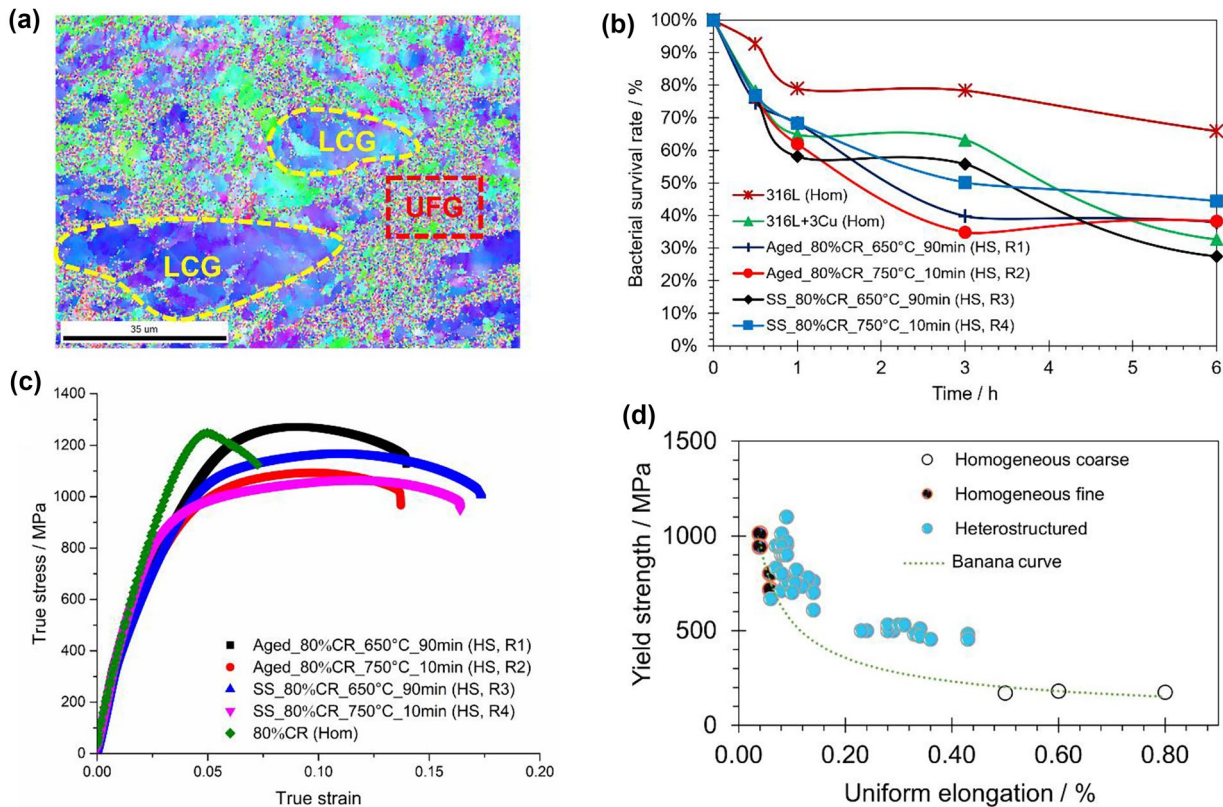 (a)
LCG
UFG
LCG
35 um
(b)
Bacterial survival rate / %
100%
90%
80%
70%
60%
50%
40%
30%
20%
10%
0%
316L (Hom)
316L+3Cu (Hom)
Aged_80%CR_650°C_90min (HS, R1)
Aged_80%CR_750°C_10min (HS, R2)
SS_80%CR_650°C_90min (HS, R3)
SS_80%CR_750°C_10min (HS, R4)
0 1 2 3 4 5 6
Time / h
(c)
True stress / MPa
1400
1200
1000
800
600
400
200
0
Aged_80%CR_650°C_90min (HS, R1)
Aged_80%CR_750°C_10min (HS, R2)
SS_80%CR_650°C_90min (HS, R3)
SS_80%CR_750°C_10min (HS, R4)
80%CR (Hom)
0.00 0.05 0.10 0.15 0.20
True strain
(d)
Yield strength / MPa
1500
1000
500
0
Homogeneous coarse
Homogeneous fine
Heterostructured
Banana curve
0.00 0.20 0.40 0.60 0.80
Uniform elongation / %